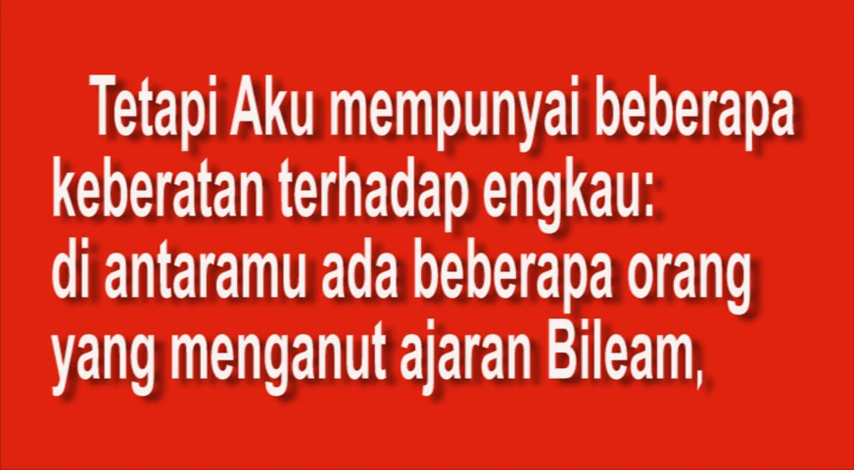 Tetapi Aku mempunyai beberapa
keberatan terhadap engkau:
di antaramu ada beberapa orang
yang menganut ajaran Bileam,